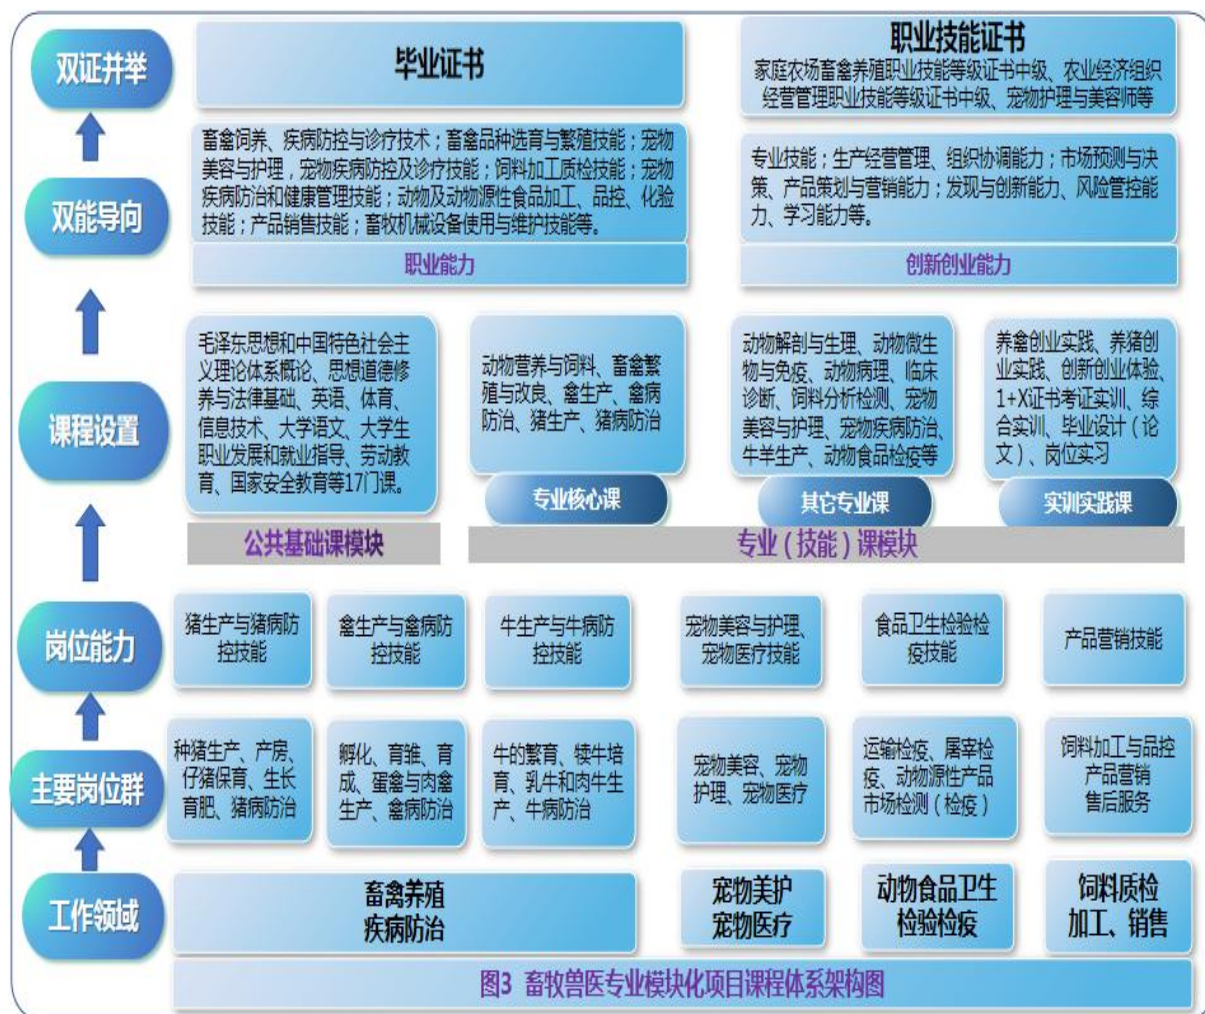 双证并举
毕业证书
职业技能证书
家庭农场畜禽养殖职业技能等级证书中级、农业经济组织
经营管理职业技能等级证书中级、宠物护理与美容师等
双能导向
畜禽饲养、疾病防控与诊疗技术；畜禽品种选育与繁殖技能；宠物
美容与护理，宠物疾病防控及诊疗技能；饲料加工质检技能；宠物
疾病防治和健康管理技能；动物及动物源性食品加工、品控、化验
技能；产品销售技能；畜牧机械设备使用与维护技能等。
职业能力
专业技能；生产经营管理、组织协调能力；市场预测与决
策、产品策划与营销能力；发现与创新能力、风险管控能
力、学习能力等。
创新创业能力
课程设置
毛泽东思想和中国特色社会主
义理论体系概论、思想道德修
养与法律基础、英语、体育、
信息技术、大学语文、大学生
职业发展和就业指导、劳动教
育、国家安全教育等17门课。
公共基础课模块
动物营养与饲料、畜禽繁
殖与改良、禽生产、禽病
防治、猪生产、猪病防治
专业核心课
动物解剖与生理、动物微生
物与免疫、动物病理、临床
诊断、饲料分析检测、宠物
美容与护理、宠物疾病防治、
牛羊生产、动物食品检疫等
其它专业课
养禽创业实践、养猪创
业实践、创新创业体验、
1+X证书考证实训、综
合实训、毕业设计（论
文）、岗位实习
实训实践课
专业（技能）课模块
岗位能力
猪生产与猪病防
控技能
禽生产与禽病防
控技能
牛生产与牛病防
控技能
宠物美容与护理、
宠物医疗技能
食品卫生检验检
疫技能
产品营销技能
主要岗位群
种猪生产、产房、
仔猪保育、生长
育肥、猪病防治
孵化、育雏、育
成、蛋禽与肉禽
生产、禽病防治
牛的繁育、犊牛培
育、乳牛和肉牛生
产、牛病防治
宠物美容、宠物
护理、宠物医疗
运输检疫、屠宰检
疫、动物源性产品
市场检测（检疫）
饲料加工与品控
产品营销
售后服务
工作领域
畜禽养殖
疾病防治
宠物美护
宠物医疗
动物食品卫生
检验检疫
饲料质检
加工、销售
图3 畜牧兽医专业模块化项目课程体系架构图